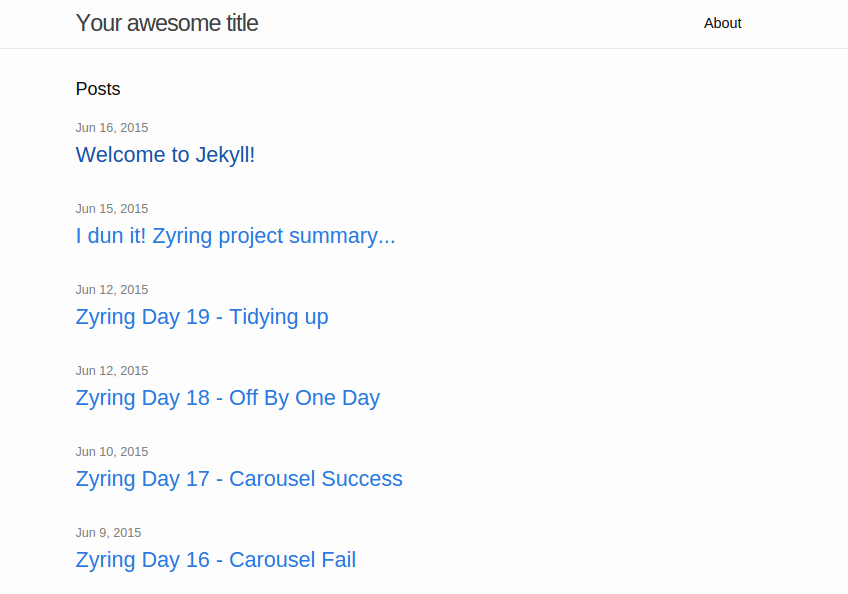 Your awesome title
About
Posts
Jun 16, 2015
Welcome to Jekyll!
Jun 15, 2015
I dun it! Zyring project summary...
Jun 12, 2015
Zyring Day 19 - Tidying up
Jun 12, 2015
Zyring Day 18 - Off By One Day
Jun 10, 2015
Zyring Day 17 - Carousel Success
Jun 9, 2015
Zyring Day 16 - Carousel Fail